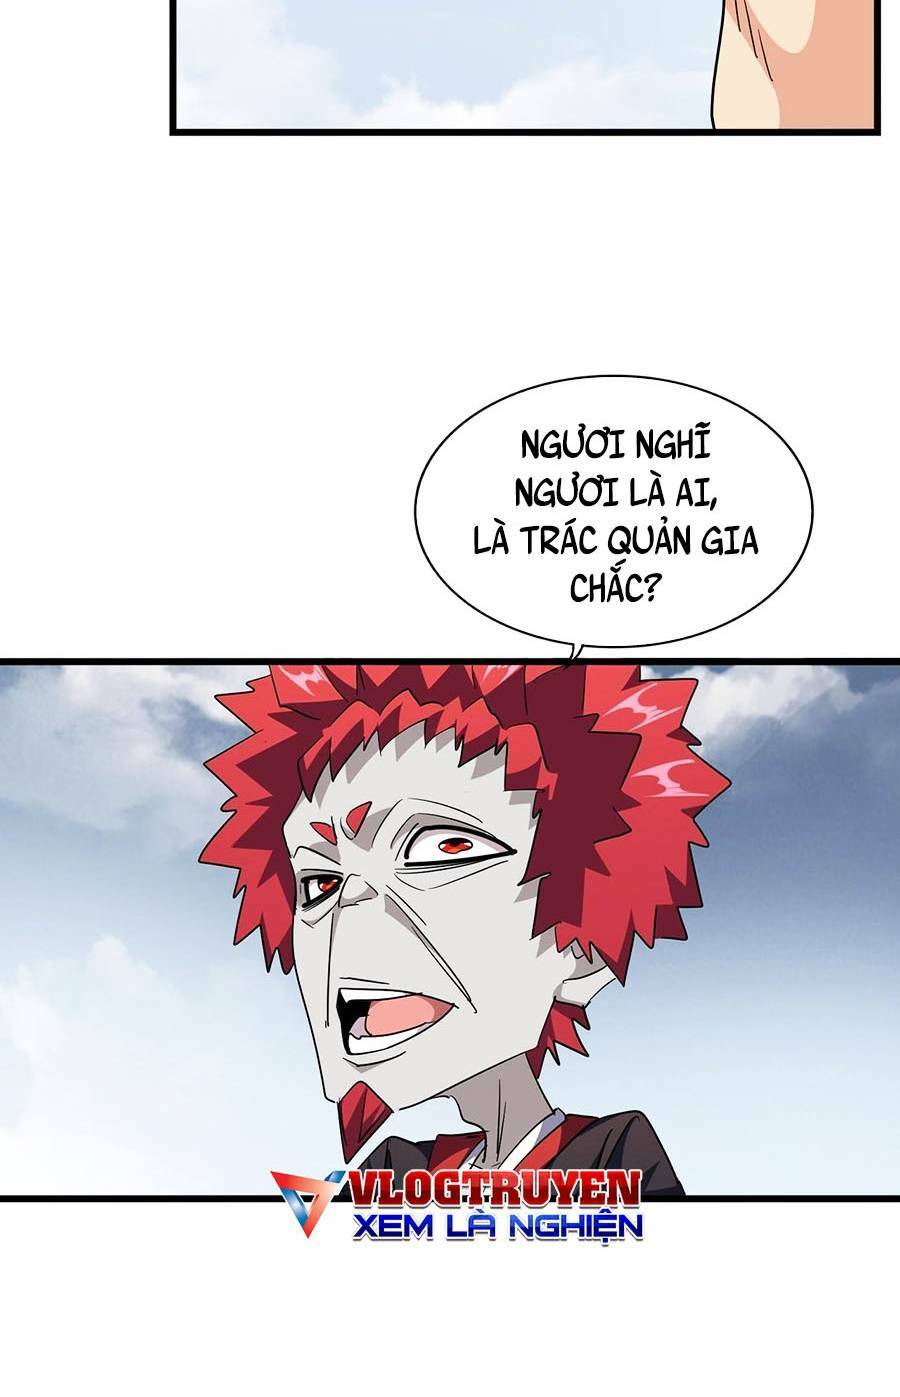 NGƯƠI NGHĨ
NGƯƠI LÀ AI,
LÀ TRÁC QUẢN GIA
CHẮC?
VLOGTRUYEN
XEM LÀ NGHIỆN